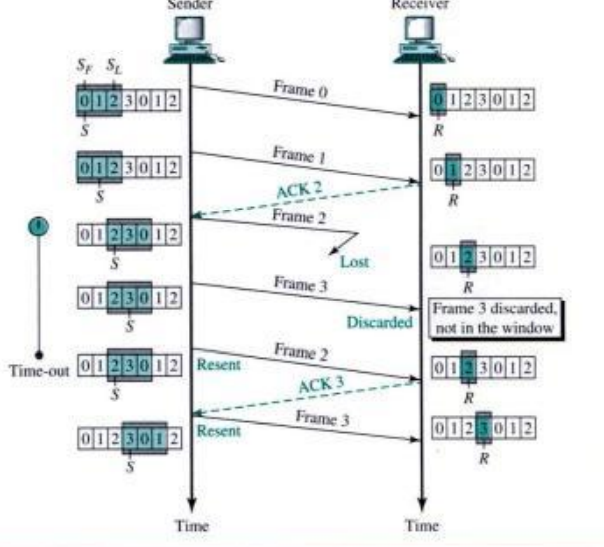 Sender Receiver
S_F S_L
0 1 2 3 0 1 2
S
Frame 0
0 1 2 3 0 1 2
R
0 1 2 3 0 1 2
S
Frame 1
0 1 2 3 0 1 2
R
ACK 2
0 1 2 3 0 1 2
S
Frame 2
Lost
0 1 2 3 0 1 2
R
0 1 2 3 0 1 2
S
Frame 3
Discarded
Frame 3 discarded,
not in the window
Time-out
0 1 2 3 0 1 2
S
Resent
Frame 2
0 1 2 3 0 1 2
R
ACK 3
0 1 2 3 0 1 2
S
Resent
Frame 3
0 1 2 3 0 1 2
R
Time Time